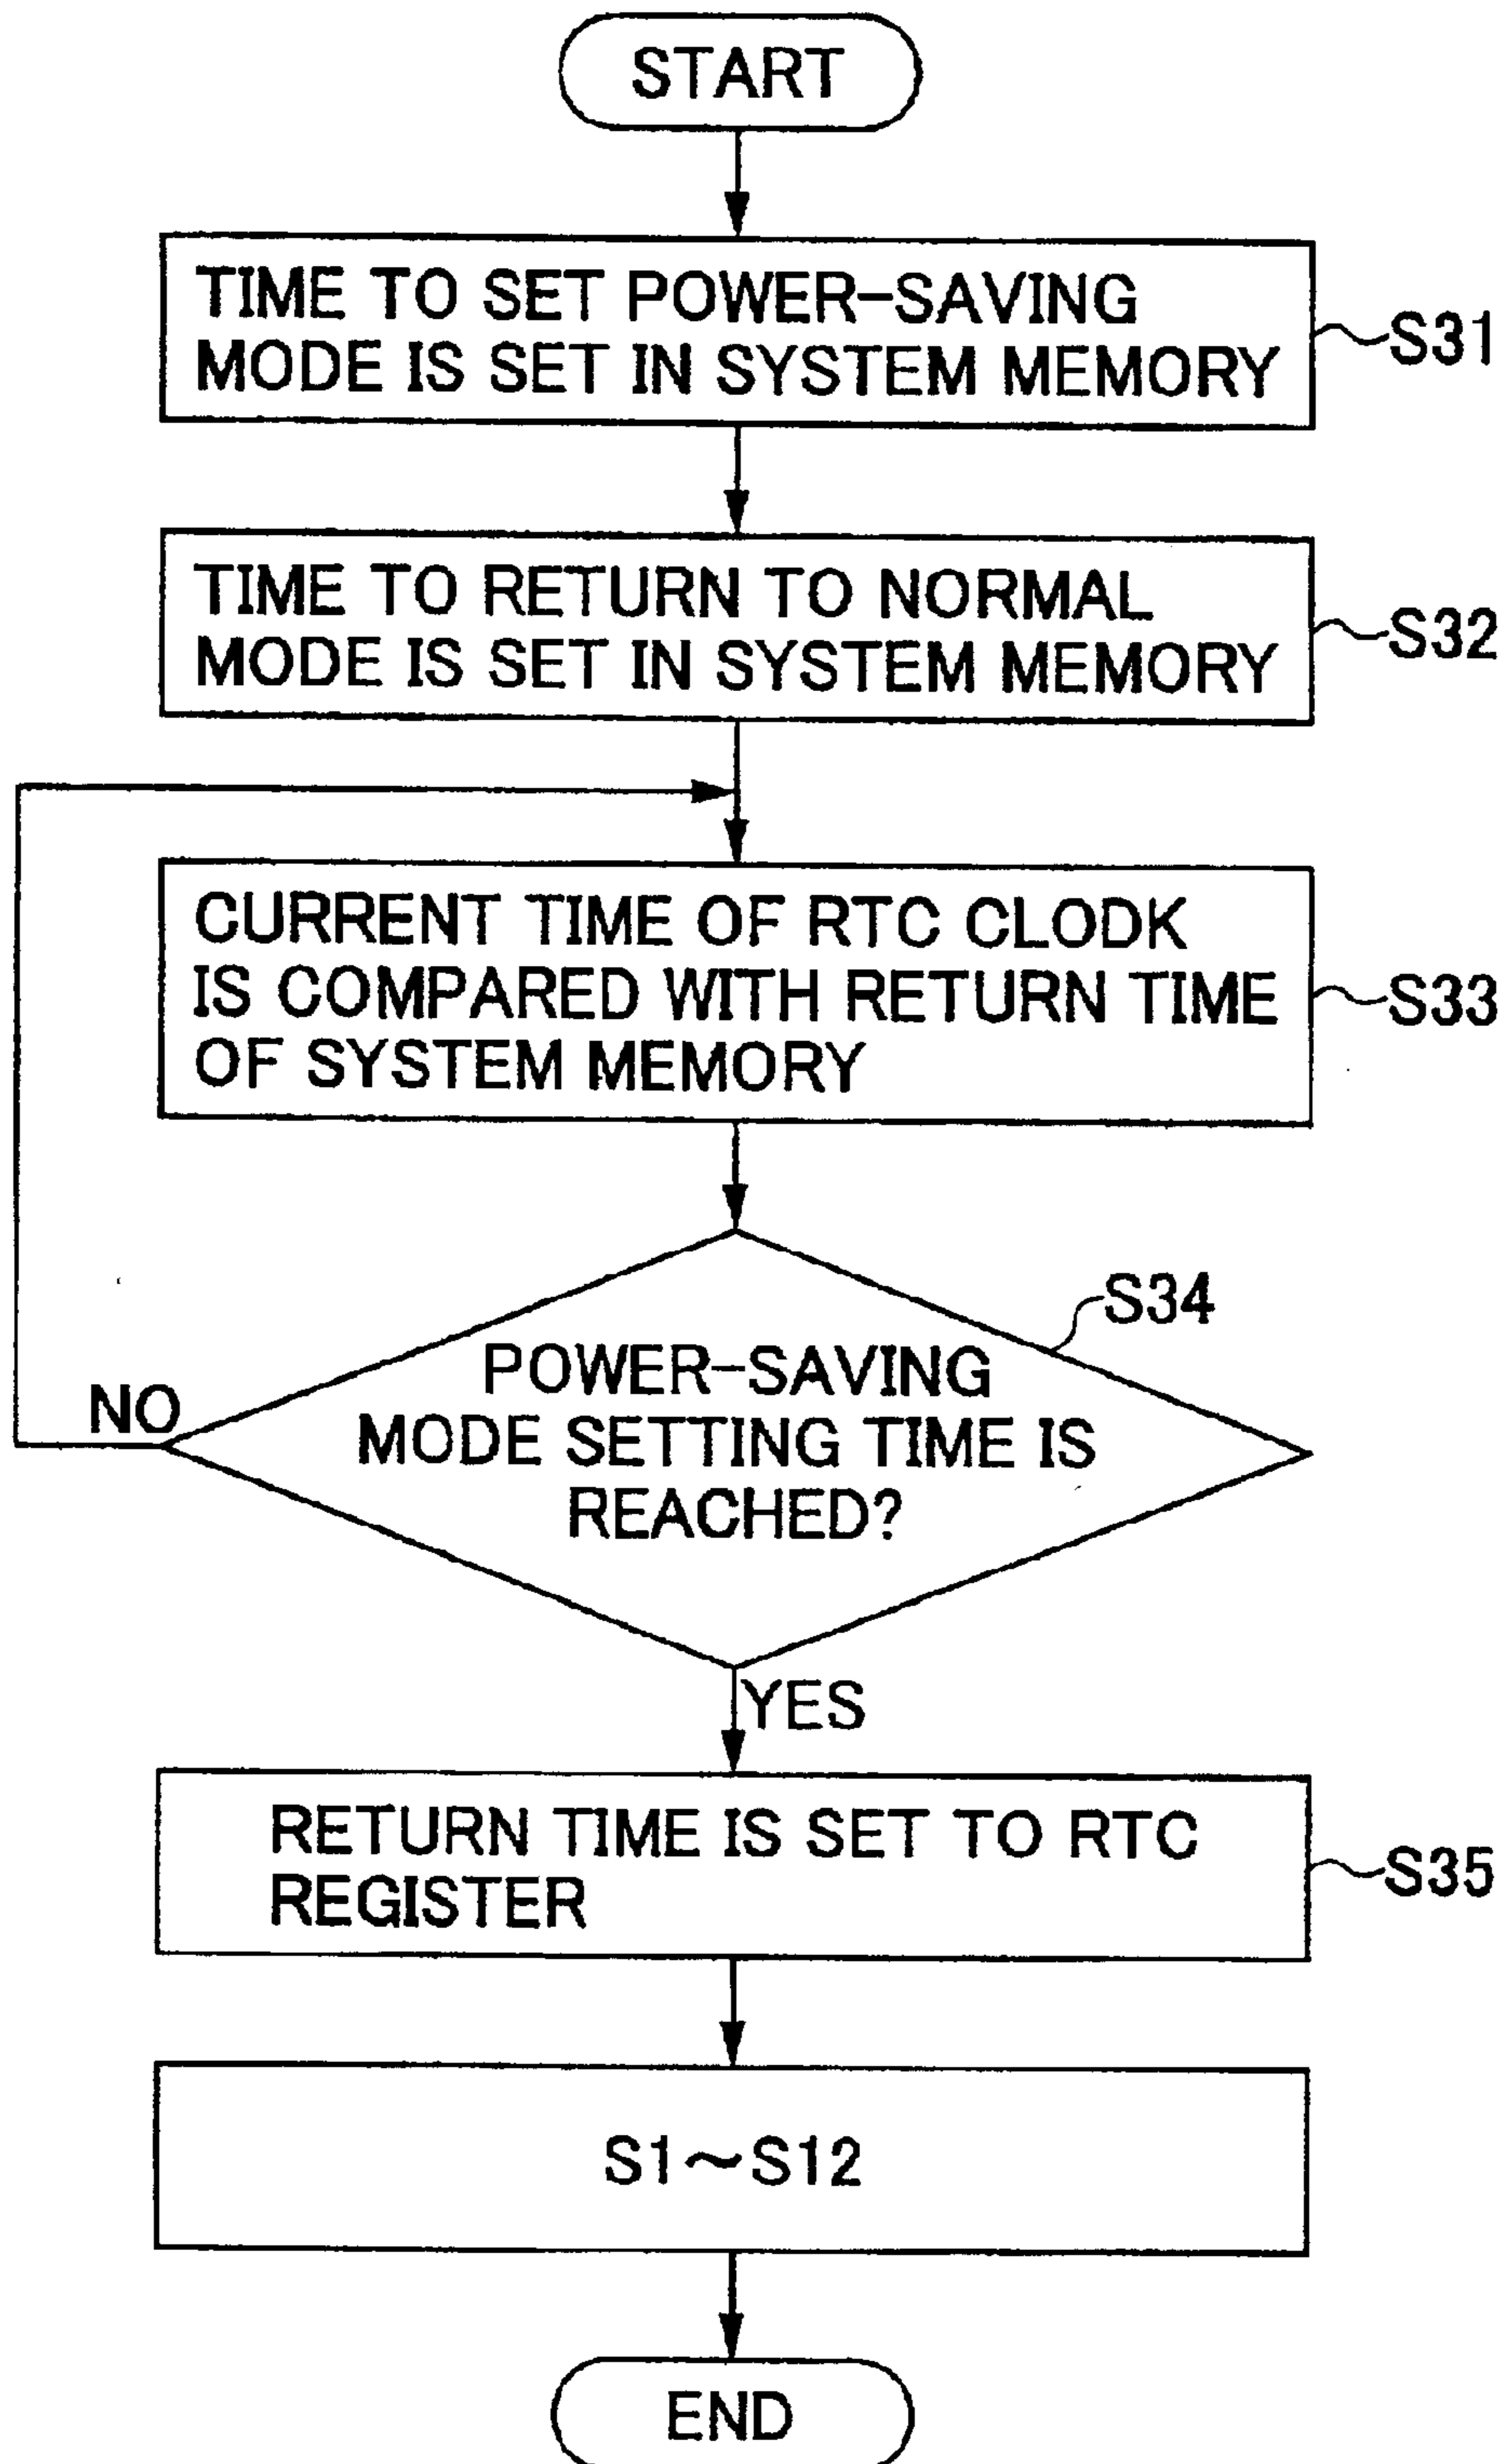 START
TIME TO SET POWER-SAVING
MODE IS SET IN SYSTEM MEMORY
S31
TIME TO RETURN TO NORMAL
MODE IS SET IN SYSTEM MEMORY
S32
CURRENT TIME OF RTC CLODK
IS COMPARED WITH RETURN TIME
OF SYSTEM MEMORY
S33
S34
POWER-SAVING
MODE SETTING TIME IS
REACHED?
NO
YES
RETURN TIME IS SET TO RTC
REGISTER
S35
S1~S12
END